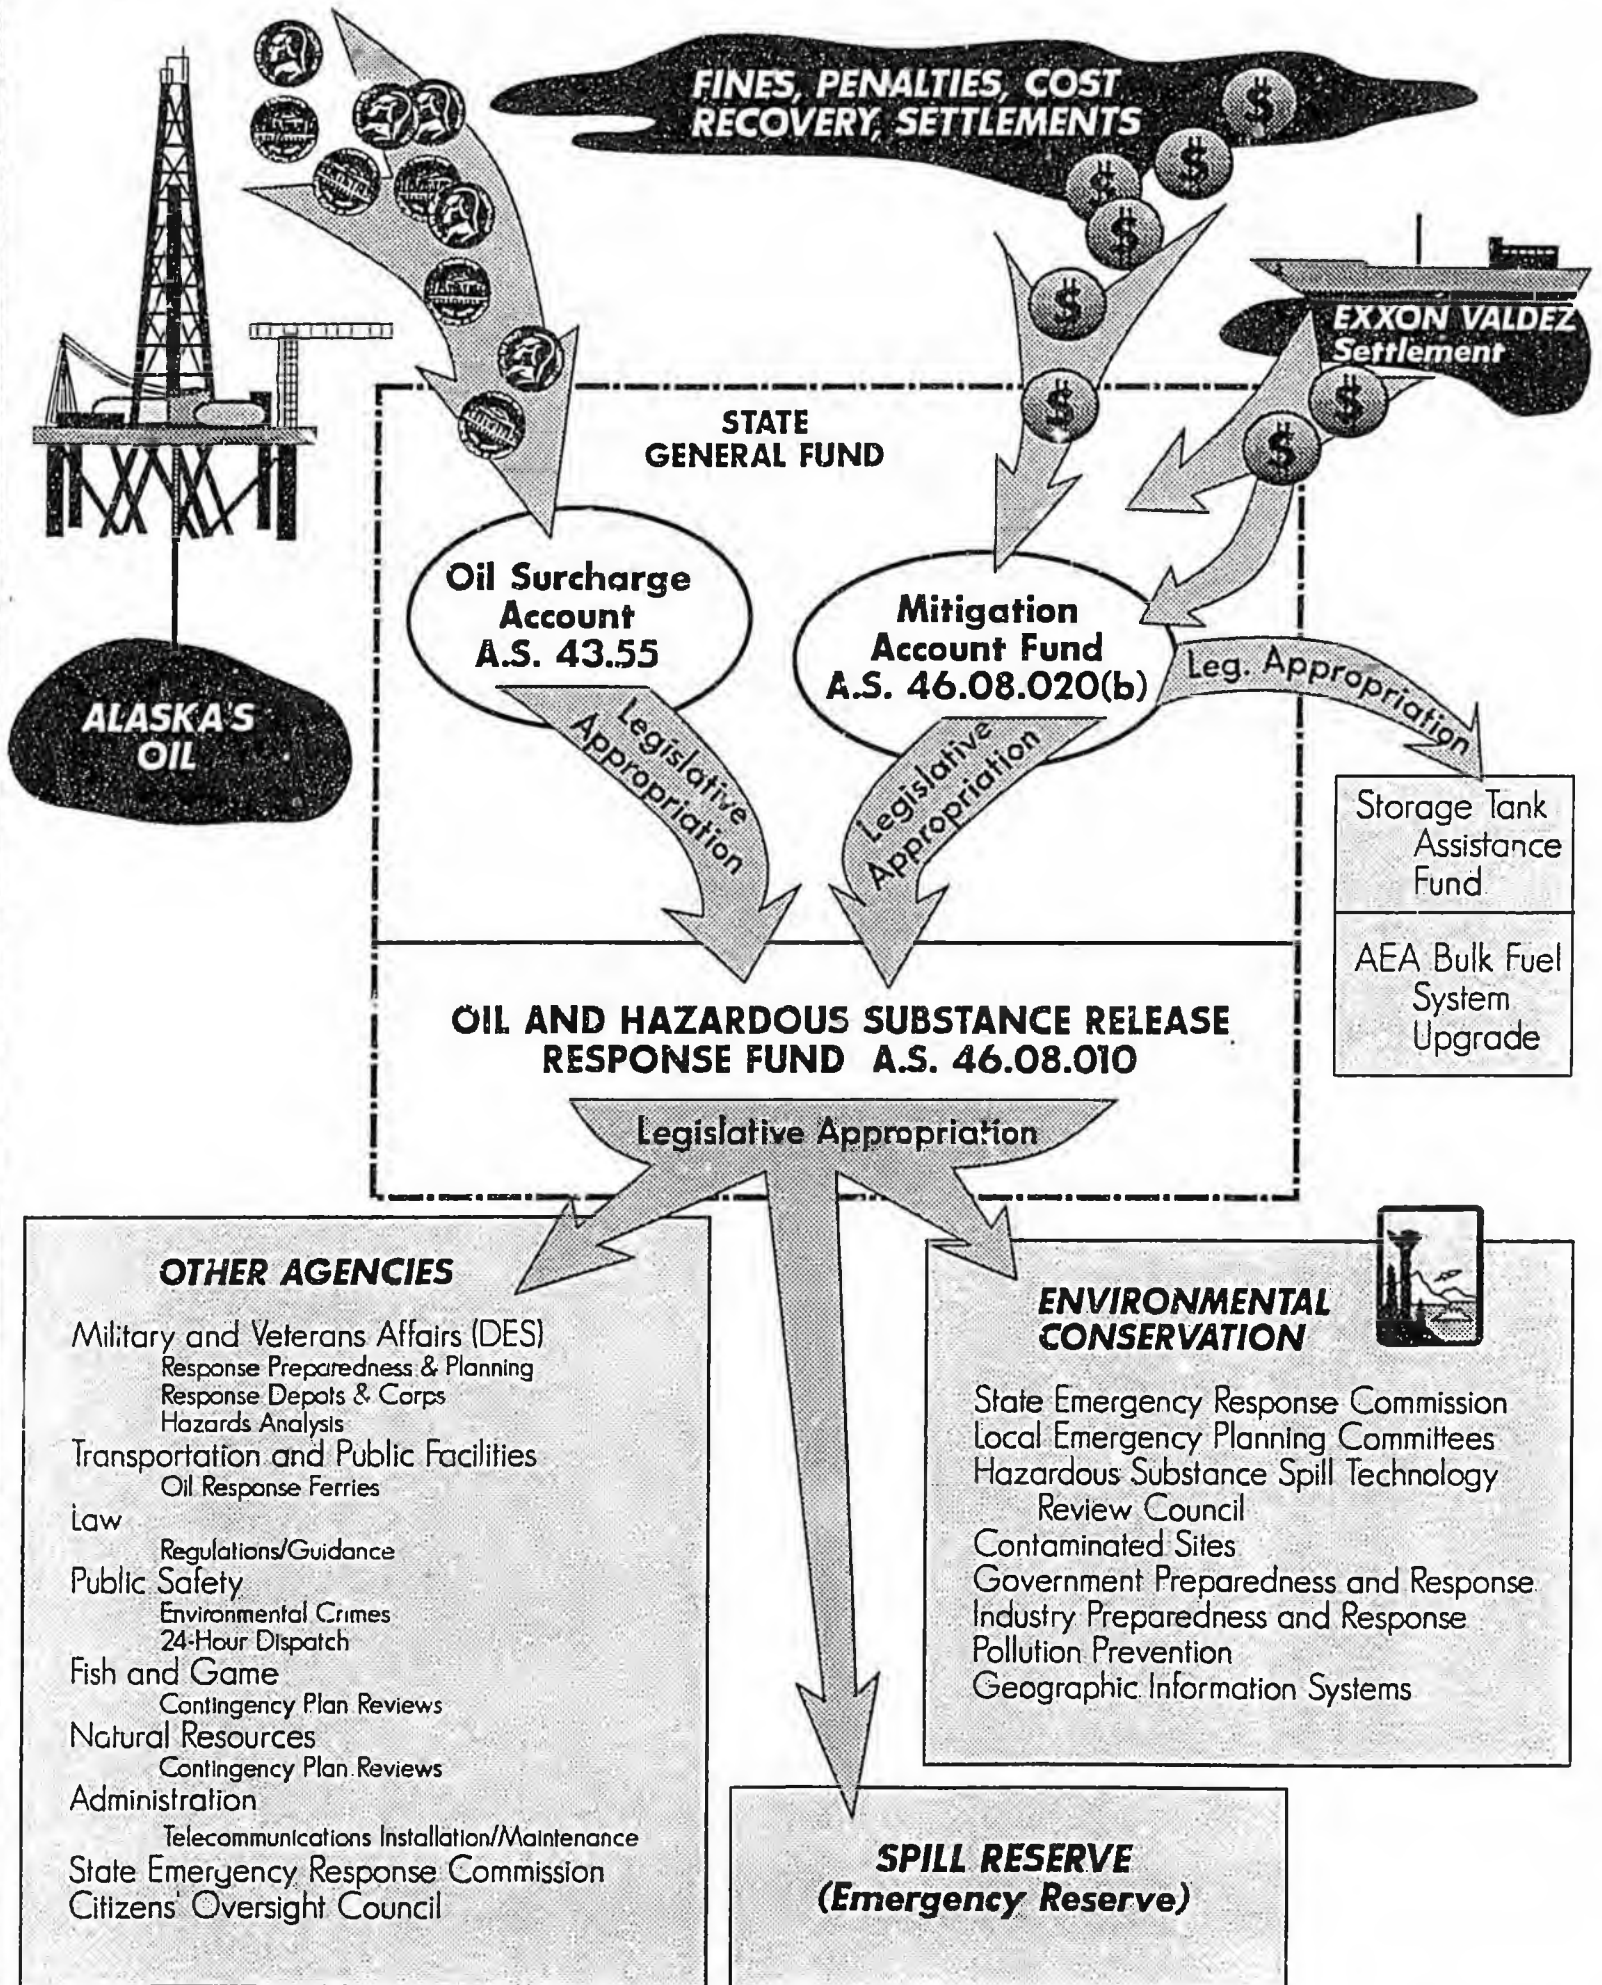 FINES, PENALTIES, COST
RECOVERY, SETTLEMENTS
$
$
$
$
$
$
EXXON VALDEZ
Settlement
$
$
STATE
GENERAL FUND
ALASKA'S
OIL
Oil Surcharge
Account
A.S. 43.55
Mitigation
Account Fund
A.S. 46.08.020(b)
Leg. Appropriation
Legislative
Appropriation
Legislative
Appropriation
Storage Tank
Assistance
Fund
AEA Bulk Fuel
System
Upgrade
OIL AND HAZARDOUS SUBSTANCE RELEASE
RESPONSE FUND A.S. 46.08.010
Legislative Appropriation
OTHER AGENCIES
Military and Veterans Affairs (DES)
Response Preparedness & Planning
Response Depots & Corps
Hazards Analysis
Transportation and Public Facilities
Oil Response Ferries
Law
Regulations/Guidance
Public Safety
Environmental Crimes
24-Hour Dispatch
Fish and Game
Contingency Plan Reviews
Natural Resources
Contingency Plan Reviews
Administration
Telecommunications Installation/Maintenance
State Emergency Response Commission
Citizens' Oversight Council
ENVIRONMENTAL
CONSERVATION
State Emergency Response Commission
Local Emergency Planning Committees
Hazardous Substance Spill Technology
Review Council
Contaminated Sites
Government Preparedness and Response
Industry Preparedness and Response
Pollution Prevention
Geographic Information Systems
SPILL RESERVE
(Emergency Reserve)